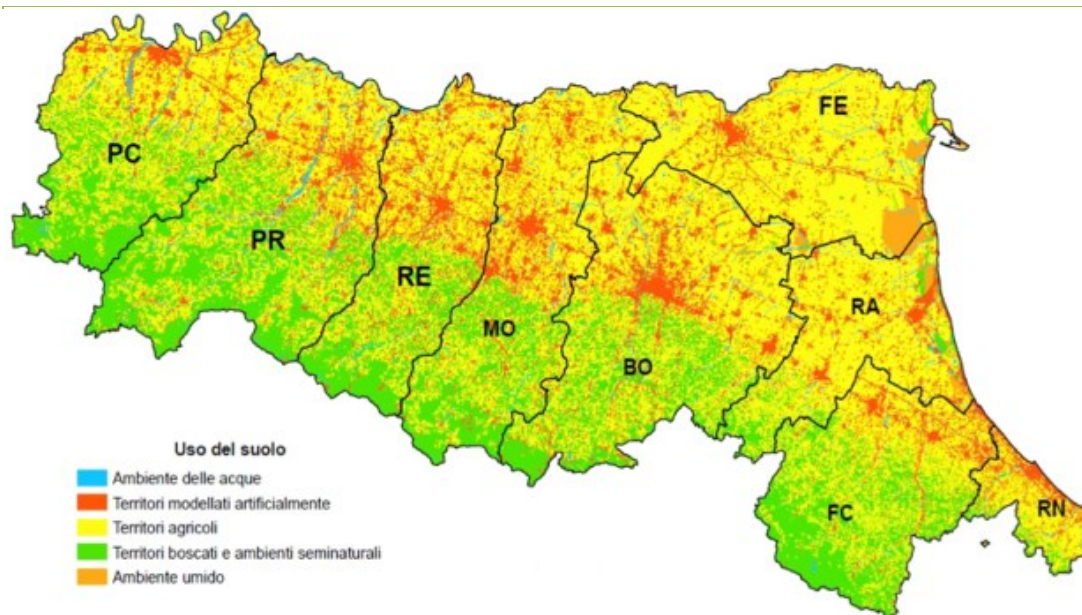 FE
PC
PR
RE
RA
MO
BO
FC
RN
Uso del suolo
Ambiente delle acque
Territori modellati artificialmente
Territori agricoli
Territori boscati e ambienti seminaturali
Ambiente umido